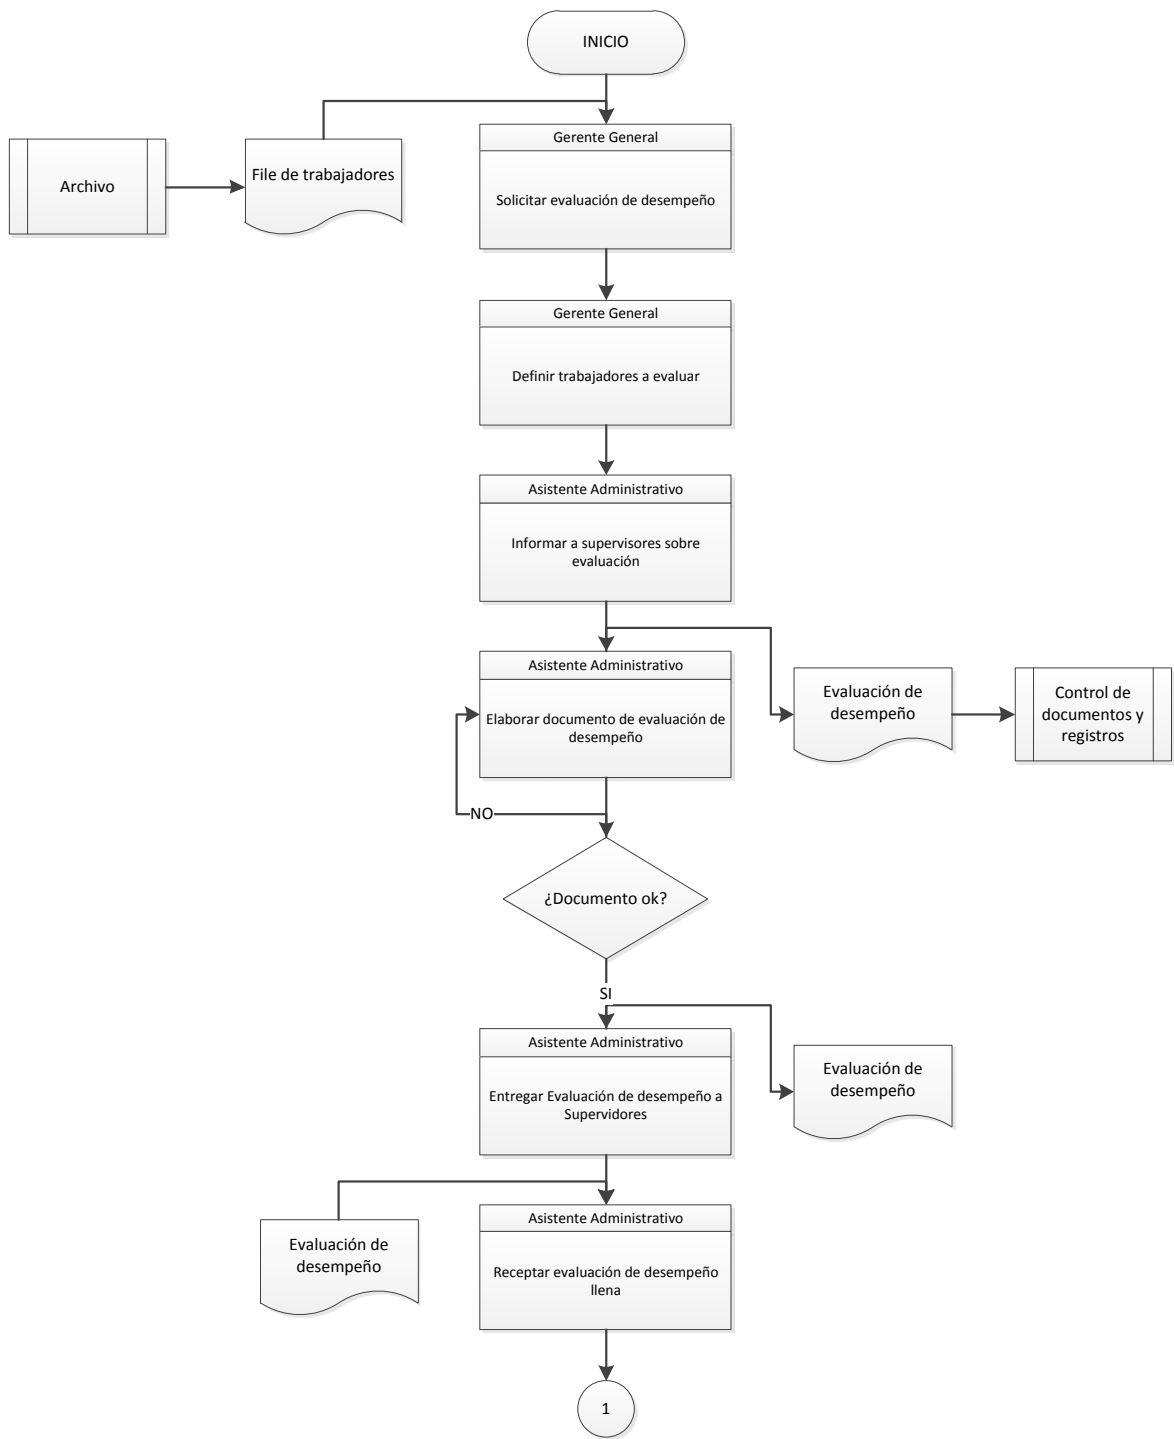 INICIO
Gerente General
Archivo
File de trabajadores
Solicitar evaluación de desempeño
Gerente General
Definir trabajadores a evaluar
Asistente Administrativo
Informar a supervisores sobre
evaluación
Asistente Administrativo
Elaborar documento de evaluación de
desempeño
Evaluación de
desempeño
Control de
documentos y
registros
NO
¿Documento ok?
SI
Asistente Administrativo
Entregar Evaluación de desempeño a
Supervidores
Evaluación de
desempeño
Asistente Administrativo
Evaluación de
desempeño
Receptar evaluación de desempeño
llena
1